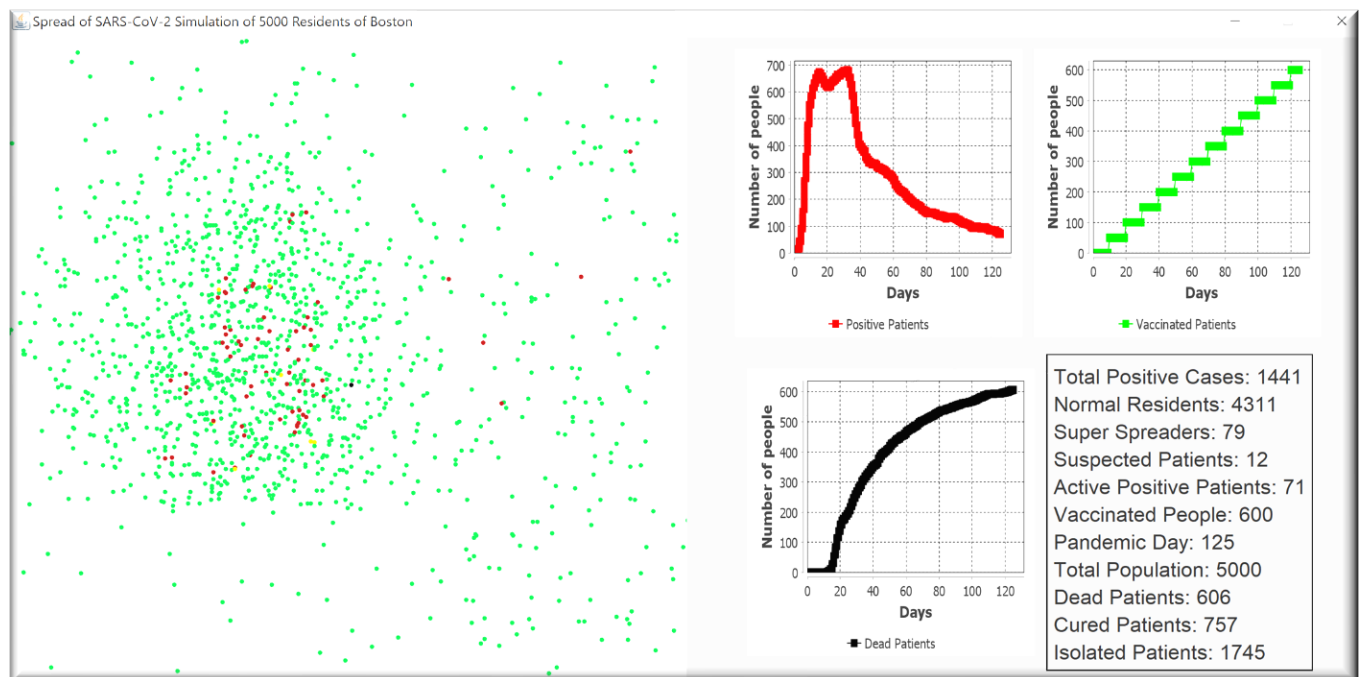 Spread of SARS-CoV-2 Simulation of 5000 Residents of Boston
Number of people
700
600
500
400
300
200
100
0
0 20 40 60 80 100 120
Days
Positive Patients
Number of people
600
500
400
300
200
100
0
0 20 40 60 80 100 120
Days
Vaccinated Patients
Number of people
600
500
400
300
200
100
0
0 20 40 60 80 100 120
Days
Dead Patients
Total Positive Cases: 1441
Normal Residents: 4311
Super Spreaders: 79
Suspected Patients: 12
Active Positive Patients: 71
Vaccinated People: 600
Pandemic Day: 125
Total Population: 5000
Dead Patients: 606
Cured Patients: 757
Isolated Patients: 1745